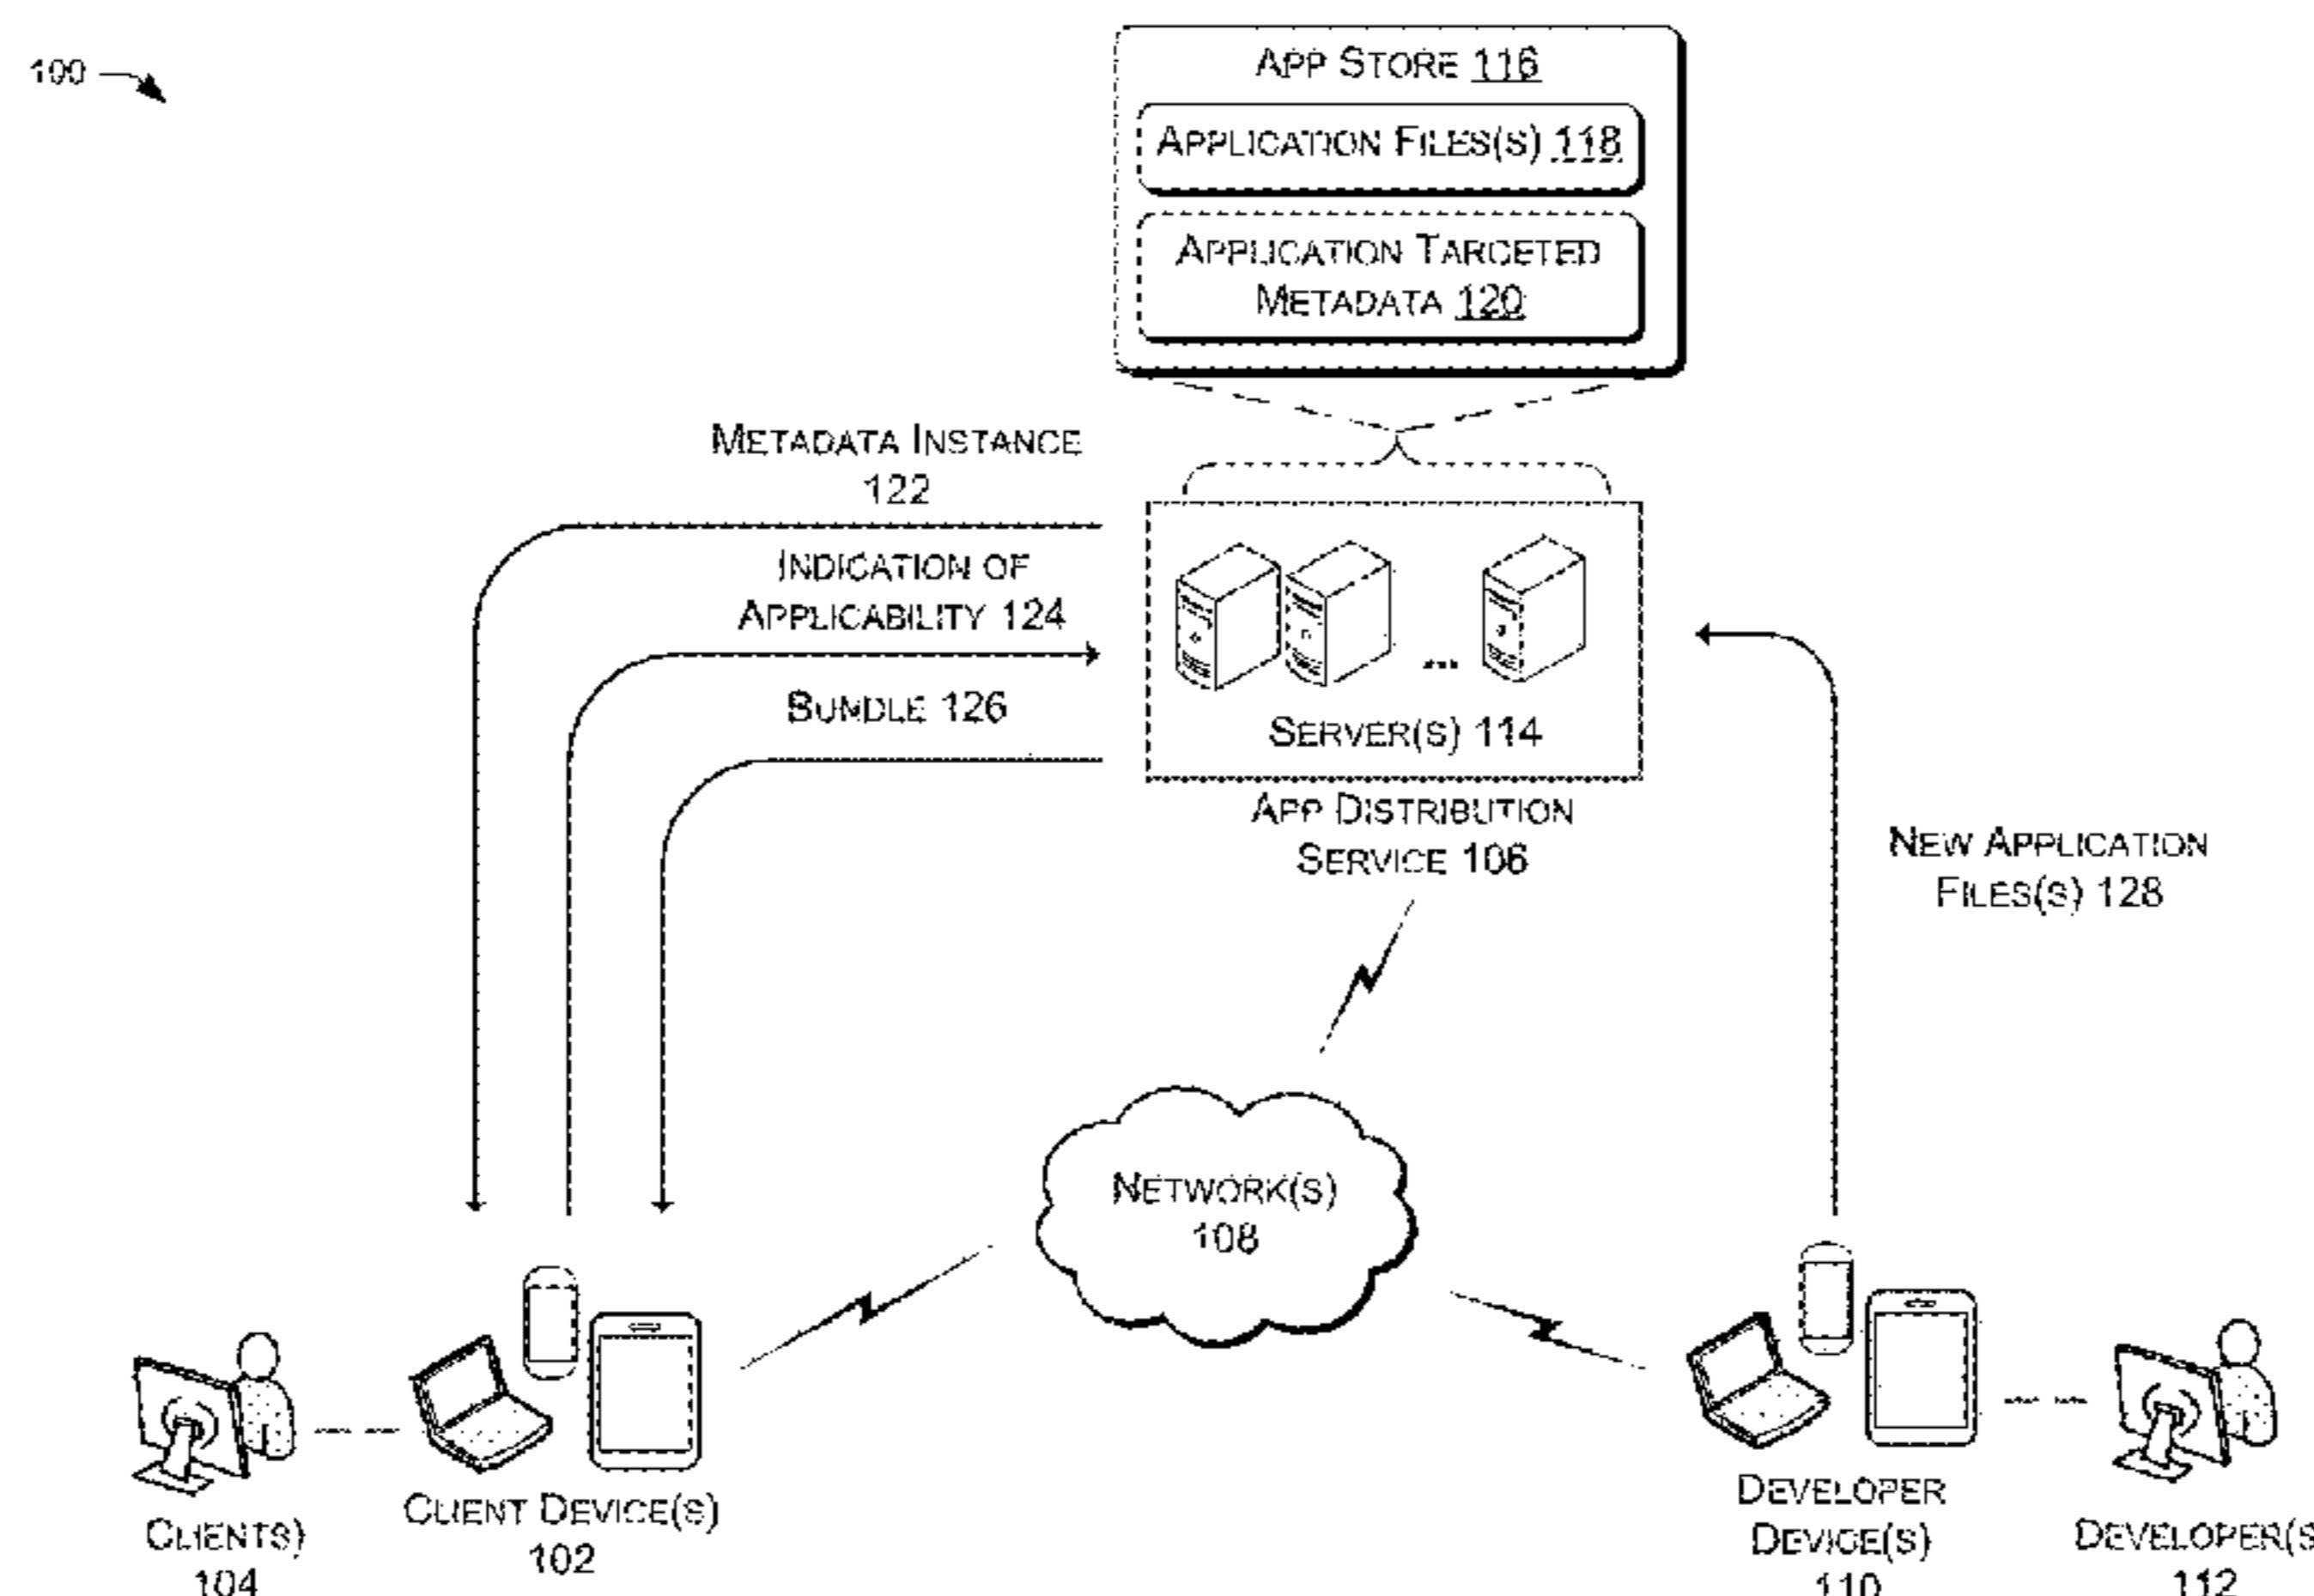 100
APP STORE 116
APPLICATION FILES(S) 118
APPLICATION TARGETED
METADATA 120
METADATA INSTANCE
122
INDICATION OF
APPLICABILITY 124
BUNDLE 126
SERVER(S) 114
APP DISTRIBUTION
SERVICE 106
NEW APPLICATION
FILES(S) 128
NETWORK(S)
108
CLIENTS)
104
CLIENT DEVICE(S)
102
DEVELOPER
DEVICE(S)
110
DEVELOPER(S
112